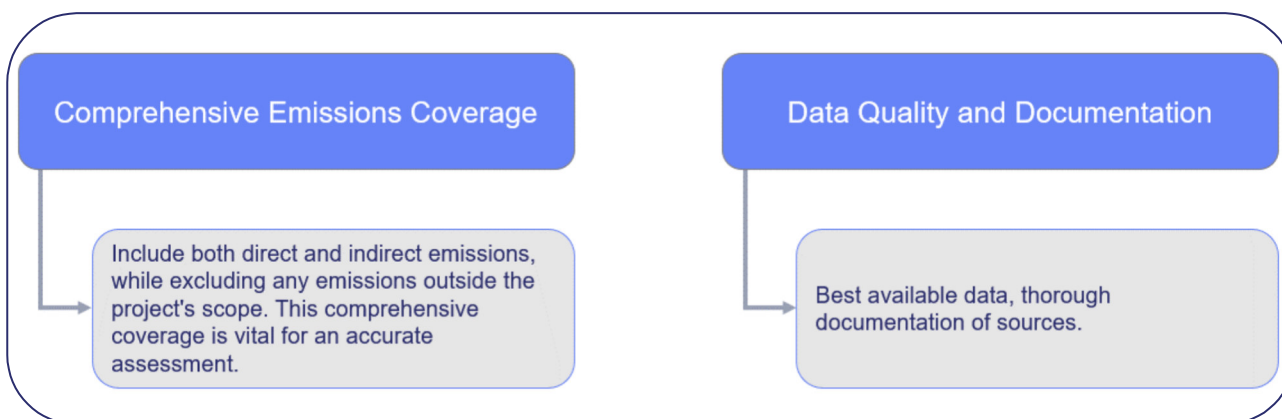 Comprehensive Emissions Coverage
Include both direct and indirect emissions,
while excluding any emissions outside the
project's scope. This comprehensive
coverage is vital for an accurate
assessment.
Data Quality and Documentation
Best available data, thorough
documentation of sources.